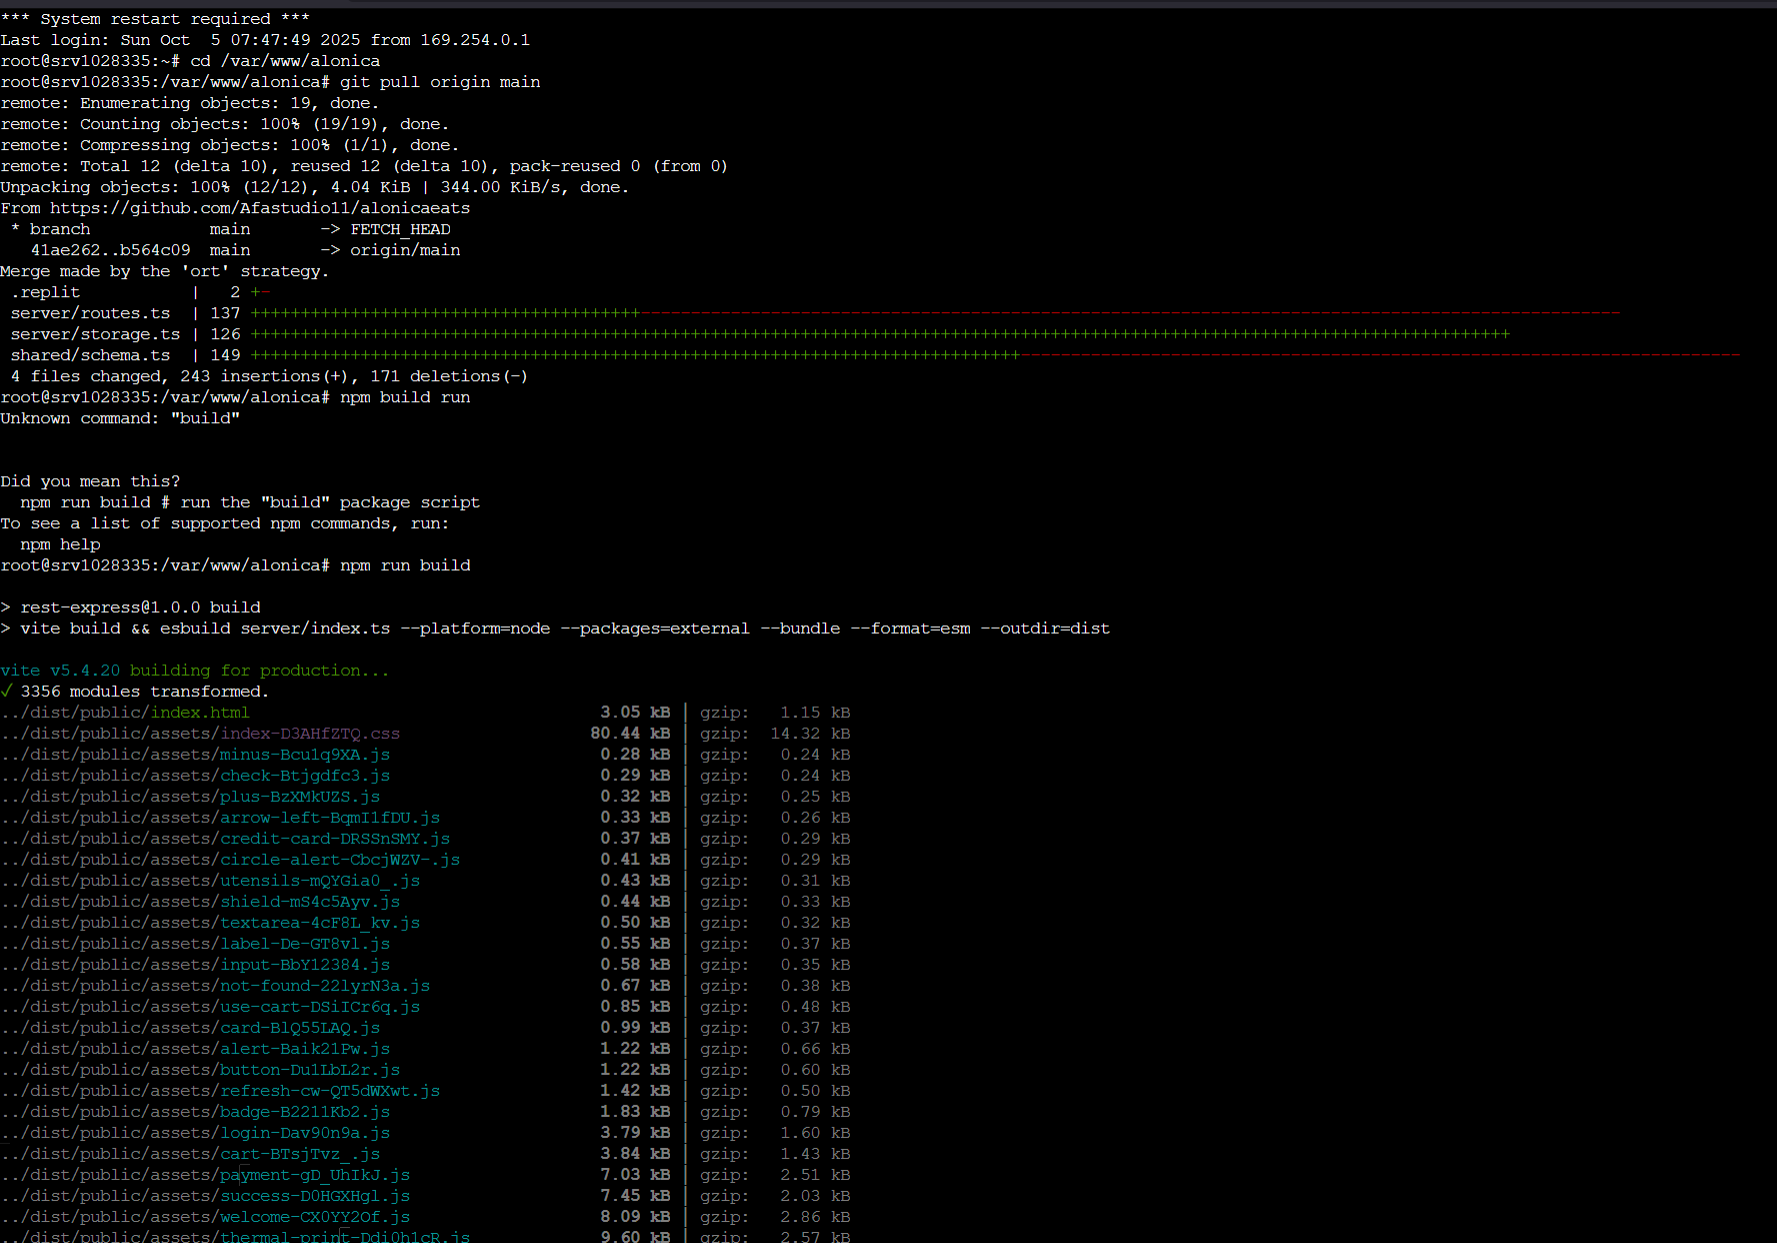 *** System restart required ***
Last login: Sun Oct  5 07:47:49 2025 from 169.254.0.1
root@srv1028335:~# cd /var/www/alonica
root@srv1028335:/var/www/alonica# git pull origin main
remote: Enumerating objects: 19, done.
remote: Counting objects: 100% (19/19), done.
remote: Compressing objects: 100% (1/1), done.
remote: Total 12 (delta 10), reused 12 (delta 10), pack-reused 0 (from 0)
Unpacking objects: 100% (12/12), 4.04 KiB | 344.00 KiB/s, done.
From https://github.com/Afastudio11/alonicaeats
 * branch            main       -> FETCH_HEAD
   41ae262..b564c09  main       -> origin/main
Merge made by the 'ort' strategy.
 .replit           |   2 +-
 server/routes.ts  | 137 +++++++++++++++++++++++++++++++++++++++--------------------------------------------------------------------------------------------------
 server/storage.ts | 126 ++++++++++++++++++++++++++++++++++++++++++++++++++++++++++++++++++++++++++++++++++++++++++++++++++++++++++++++++++++++++++++++
 shared/schema.ts  | 149 +++++++++++++++++++++++++++++++++++++++++++++++++++++++++++++++++++++++++++++------------------------------------------------------------------------
 4 files changed, 243 insertions(+), 171 deletions(-)
root@srv1028335:/var/www/alonica# npm build run
Unknown command: "build"
Did you mean this?
  npm run build # run the "build" package script
To see a list of supported npm commands, run:
  npm help
root@srv1028335:/var/www/alonica# npm run build
> rest-express@1.0.0 build
> vite build && esbuild server/index.ts --platform=node --packages=external --bundle --format=esm --outdir=dist
vite v5.4.20 building for production...
✓ 3356 modules transformed.
../dist/public/index.html                                   3.05 kB │ gzip:   1.15 kB
../dist/public/assets/index-D3AHfZTQ.css                   80.44 kB │ gzip:  14.32 kB
../dist/public/assets/minus-Bcu1q9XA.js                     0.28 kB │ gzip:   0.24 kB
../dist/public/assets/check-Btjgdfc3.js                     0.29 kB │ gzip:   0.24 kB
../dist/public/assets/plus-BzXMkUZS.js                      0.32 kB │ gzip:   0.25 kB
../dist/public/assets/arrow-left-BqmI1fDU.js                0.33 kB │ gzip:   0.26 kB
../dist/public/assets/credit-card-DRSSnSMY.js               0.37 kB │ gzip:   0.29 kB
../dist/public/assets/circle-alert-CbcjWZV-.js              0.41 kB │ gzip:   0.29 kB
../dist/public/assets/utensils-mQYGia0_.js                  0.43 kB │ gzip:   0.31 kB
../dist/public/assets/shield-mS4c5Ayv.js                    0.44 kB │ gzip:   0.33 kB
../dist/public/assets/textarea-4cF8L_kv.js                  0.50 kB │ gzip:   0.32 kB
../dist/public/assets/label-De-GT8vl.js                     0.55 kB │ gzip:   0.37 kB
../dist/public/assets/input-BbY12384.js                     0.58 kB │ gzip:   0.35 kB
../dist/public/assets/not-found-221yrN3a.js                 0.67 kB │ gzip:   0.38 kB
../dist/public/assets/use-cart-DSiICr6q.js                  0.85 kB │ gzip:   0.48 kB
../dist/public/assets/card-BlQ55LAQ.js                      0.99 kB │ gzip:   0.37 kB
../dist/public/assets/alert-Baik21Pw.js                     1.22 kB │ gzip:   0.66 kB
../dist/public/assets/button-Du1LbL2r.js                    1.22 kB │ gzip:   0.60 kB
../dist/public/assets/refresh-cw-QT5dWXwt.js                1.42 kB │ gzip:   0.50 kB
../dist/public/assets/badge-B2211Kb2.js                     1.83 kB │ gzip:   0.79 kB
../dist/public/assets/login-Dav90n9a.js                     3.79 kB │ gzip:   1.60 kB
../dist/public/assets/cart-BTsjTvz_.js                      3.84 kB │ gzip:   1.43 kB
../dist/public/assets/payment-gD_UhIkJ.js                   7.03 kB │ gzip:   2.51 kB
../dist/public/assets/success-D0HGXHgl.js                   7.45 kB │ gzip:   2.03 kB
../dist/public/assets/welcome-CX0YY2Of.js                   8.09 kB │ gzip:   2.86 kB
../dist/public/assets/thermal-print-Ddi0h1cR.js             9.60 kB │ gzip:   2.57 kB